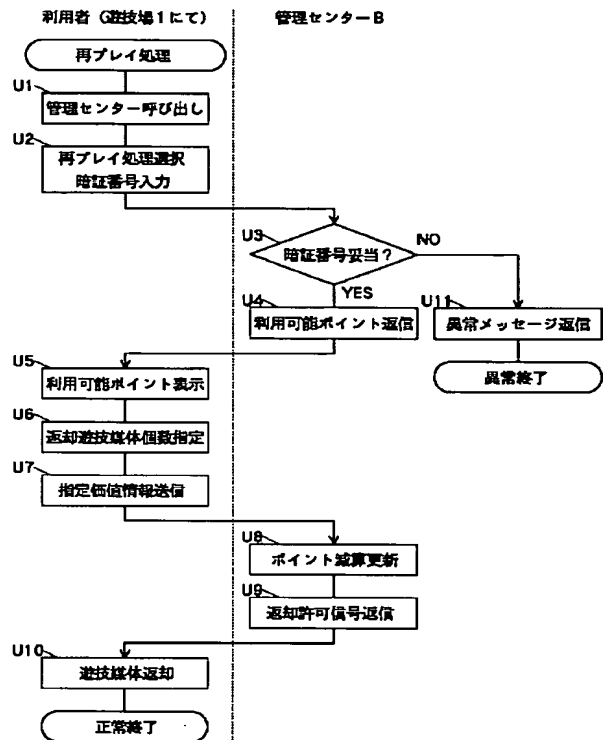 利用者（遊技場1にて）
管理センターB
再プレイ処理
U1
管理センター呼び出し
U2
再プレイ処理選択
暗証番号入力
U3
暗証番号妥当？
NO
YES
U4
利用可能ポイント返信
U11
異常メッセージ返信
異常終了
U5
利用可能ポイント表示
U6
返却遊技媒体個数指定
U7
指定価値情報送信
U8
ポイント減算更新
U9
返却許可信号返信
U10
遊技媒体返却
正常終了